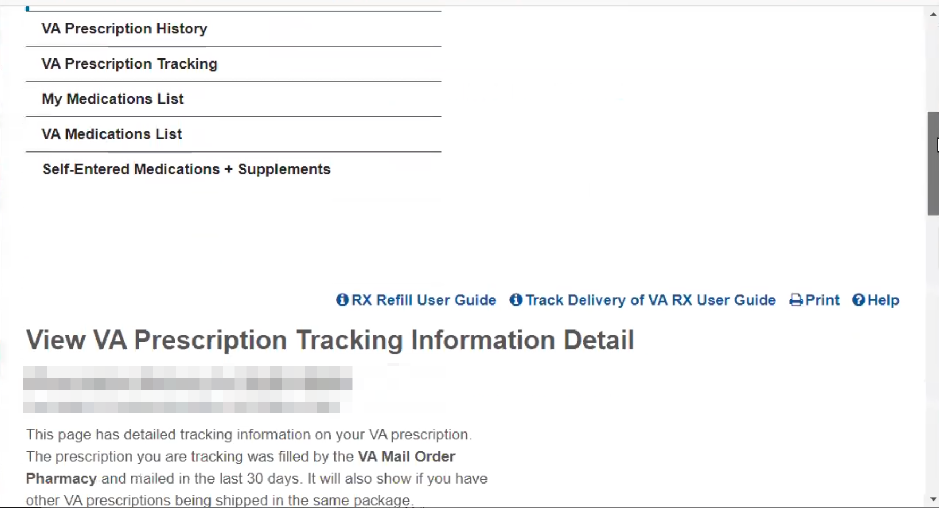 VA Prescription History
VA Prescription Tracking
My Medications List
VA Medications List
Self-Entered Medications + Supplements
RX Refill User Guide Track Delivery of VA RX User Guide Print Help
View VA Prescription Tracking Information Detail
This page has detailed tracking information on your VA prescription.
The prescription you are tracking was filled by the VA Mail Order
Pharmacy and mailed in the last 30 days. It will also show if you have
other VA prescriptions being shipped in the same package.